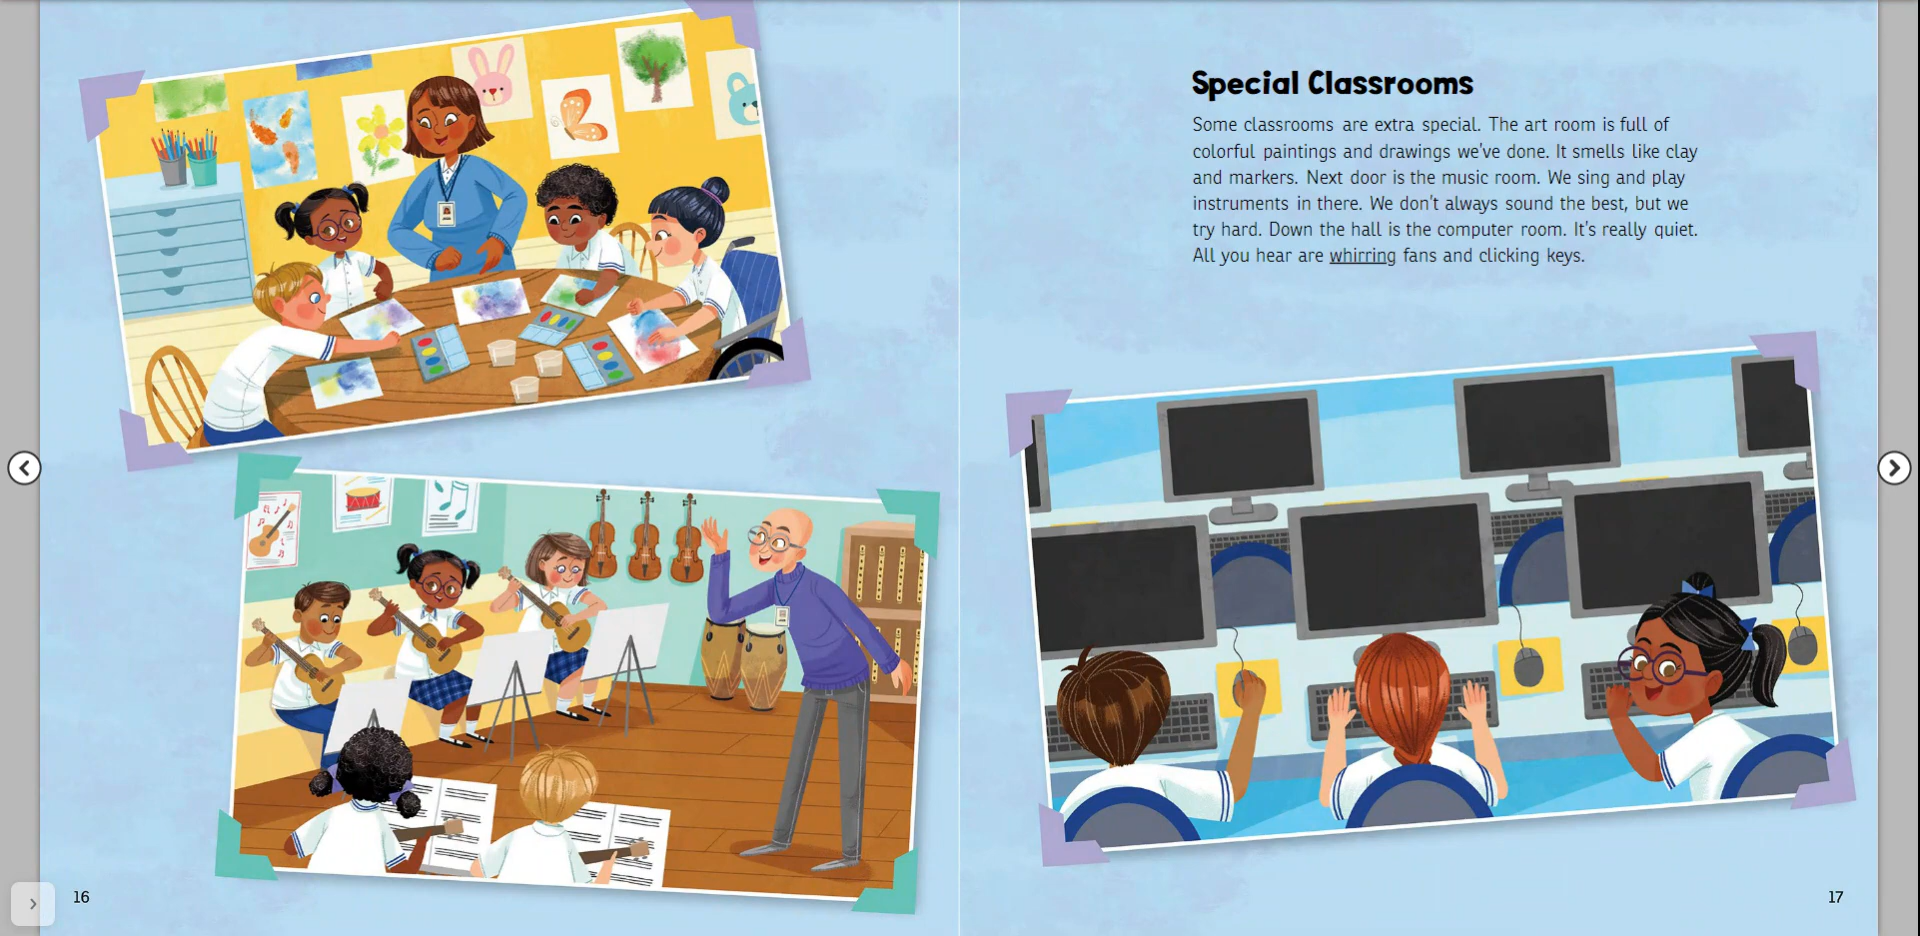 Special Classrooms
Some classrooms are extra special. The art room is full of
colorful paintings and drawings we've done. It smells like clay
and markers. Next door is the music room. We sing and play
instruments in there. We don't always sound the best, but we
try hard. Down the hall is the computer room. It's really quiet.
All you hear are whirring fans and clicking keys.
16
17